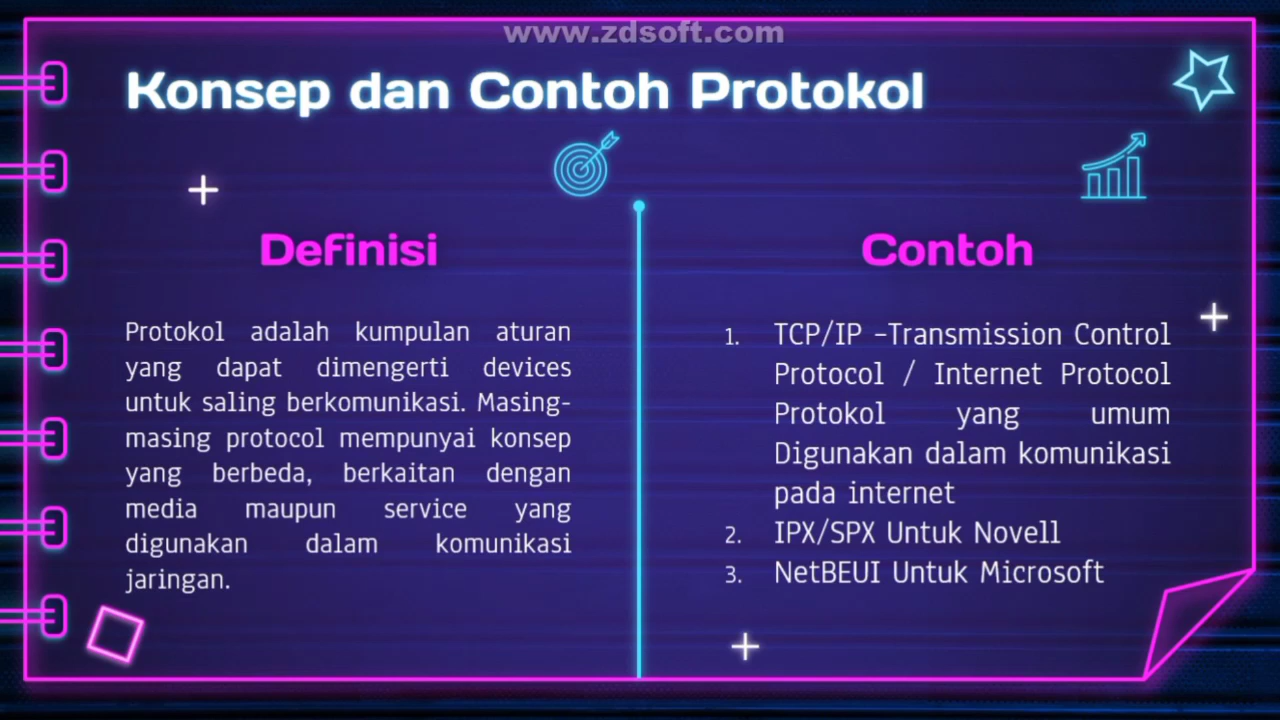 www.zdsoft.com
Konsep dan Contoh Protokol
Definisi
Protokol adalah kumpulan aturan
yang dapat dimengerti devices
untuk saling berkomunikasi. Masing-
masing protocol mempunyai konsep
yang berbeda, berkaitan dengan
media maupun service yang
digunakan dalam komunikasi
jaringan.
Contoh
1. TCP/IP –Transmission Control
Protocol / Internet Protocol
Protokol yang umum
Digunakan dalam komunikasi
pada internet
2. IPX/SPX Untuk Novell
3. NetBEUI Untuk Microsoft